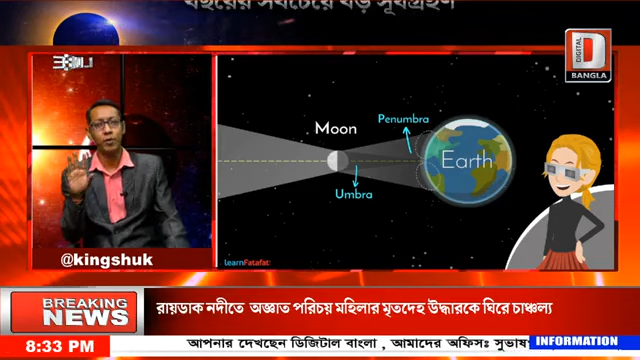 বছরের সবচেয়ে বড় সূর্যগ্রহণ
DIGITAL
BANGLA
Penumbra
Moon
Earth
Umbra
LearnFatafat
@kingshuk
BREAKING
NEWS
রায়ডাক নদীতে অজ্ঞাত পরিচয় মহিলার মৃতদেহ উদ্ধারকে ঘিরে চাঞ্চল্য
8:33 PM
আপনার দেখছেন ডিজিটাল বাংলা , আমাদের অফিসঃ সুভাষপ
INFORMATION